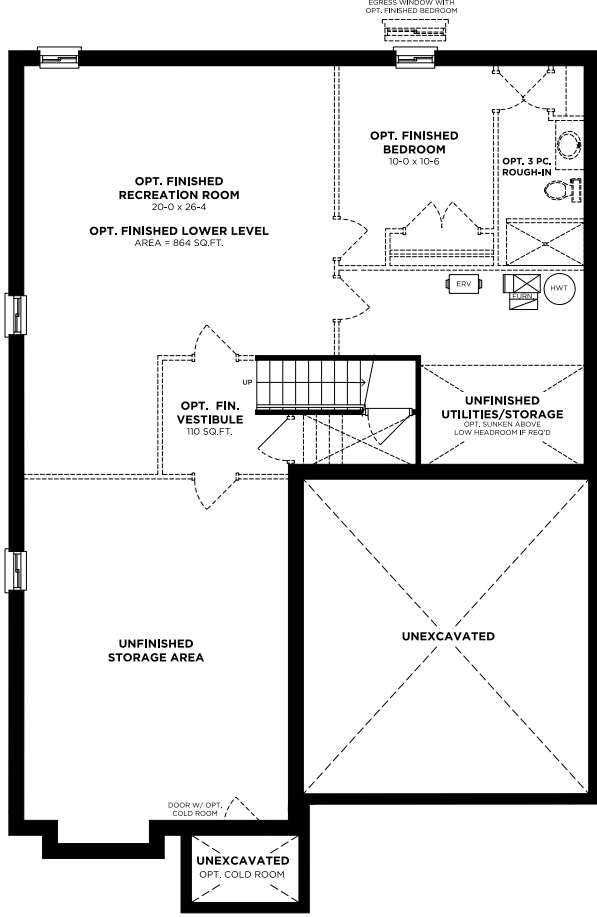 EGRESS WINDOW WITH
OPT. FINISHED BEDROOM
OPT. FINISHED
BEDROOM
10-0 x 10-6
OPT. 3 PC.
ROUGH-IN
OPT. FINISHED
RECREATION ROOM
20-0 x 26-4
OPT. FINISHED LOWER LEVEL
AREA = 864 SQ.FT.
ERV
FURN.
HWT
UP
OPT. FIN.
VESTIBULE
110 SQ.FT.
UNFINISHED
UTILITIES/STORAGE
OPT. SUNKEN ABOVE
LOW HEADROOM IF REQ'D
UNFINISHED
STORAGE AREA
UNEXCAVATED
DOOR W/ OPT.
COLD ROOM
UNEXCAVATED
OPT. COLD ROOM